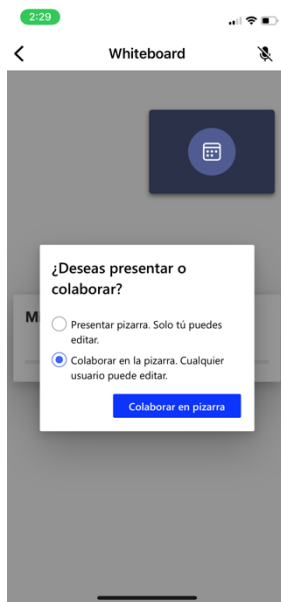 2:29
Whiteboard
¿Deseas presentar o
colaborar?
M
Presentar pizarra. Solo tú puedes
editar.
Colaborar en la pizarra. Cualquier
usuario puede editar.
Colaborar en pizarra